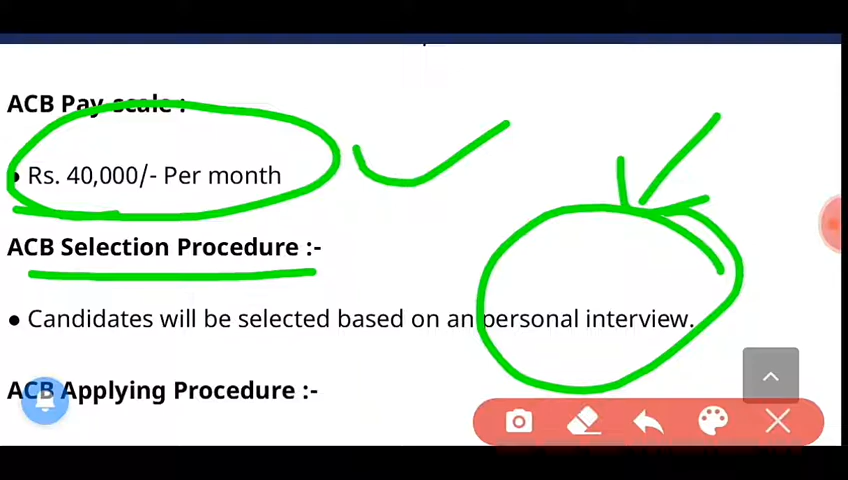 ACB Pay-scale :
● Rs. 40,000/- Per month
ACB Selection Procedure :-
● Candidates will be selected based on an personal interview.
ACB Applying Procedure :-